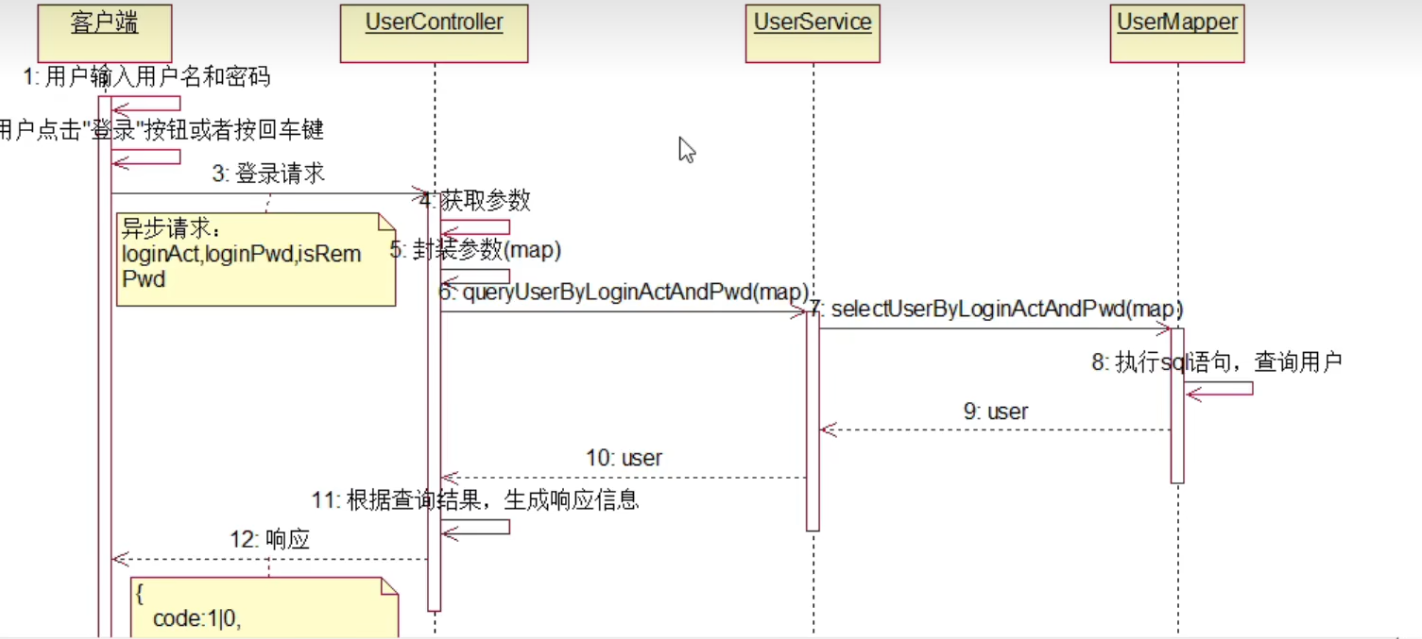 客户端
UserController
UserService
UserMapper
1: 用户输入用户名和密码
用户点击"登录"按钮或者按回车键
3: 登录请求
4: 获取参数
异步请求:
loginAct,loginPwd,isRem
Pwd
5: 封装参数(map)
6: queryUserByLoginActAndPwd(map)
7: selectUserByLoginActAndPwd(map)
8: 执行sql语句，查询用户
9: user
10: user
11: 根据查询结果，生成响应信息
12: 响应
{
code:1|0,